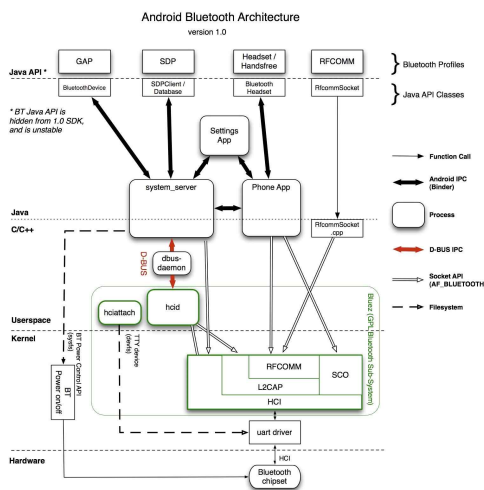 Android Bluetooth Architecture
version 1.0
GAP
SDP
Headset /
Handsfree
RFCOMM
Bluetooth Profiles
Java API *
BluetoothDevice
SDPClient /
Database
Bluetooth
Headset
RfcommSocket
Java API Classes
* BT Java API is
hidden from 1.0 SDK,
and is unstable
Settings
App
Function Call
system_server
Phone App
Android IPC
(Binder)
Process
Java
C/C++
RfcommSocket
.cpp
D-BUS
dbus-
daemon
D-BUS IPC
Socket API
(AF_BLUETOOTH)
Filesystem
hciattach
hcid
Bluez (GPL Bluetooth Sub-System)
Userspace
Kernel
BT Power Control API
(sysfs)
TTY device
(devfs)
RFCOMM
SCO
L2CAP
HCI
BT
Power on/off
uart driver
Hardware
HCI
Bluetooth
chipset